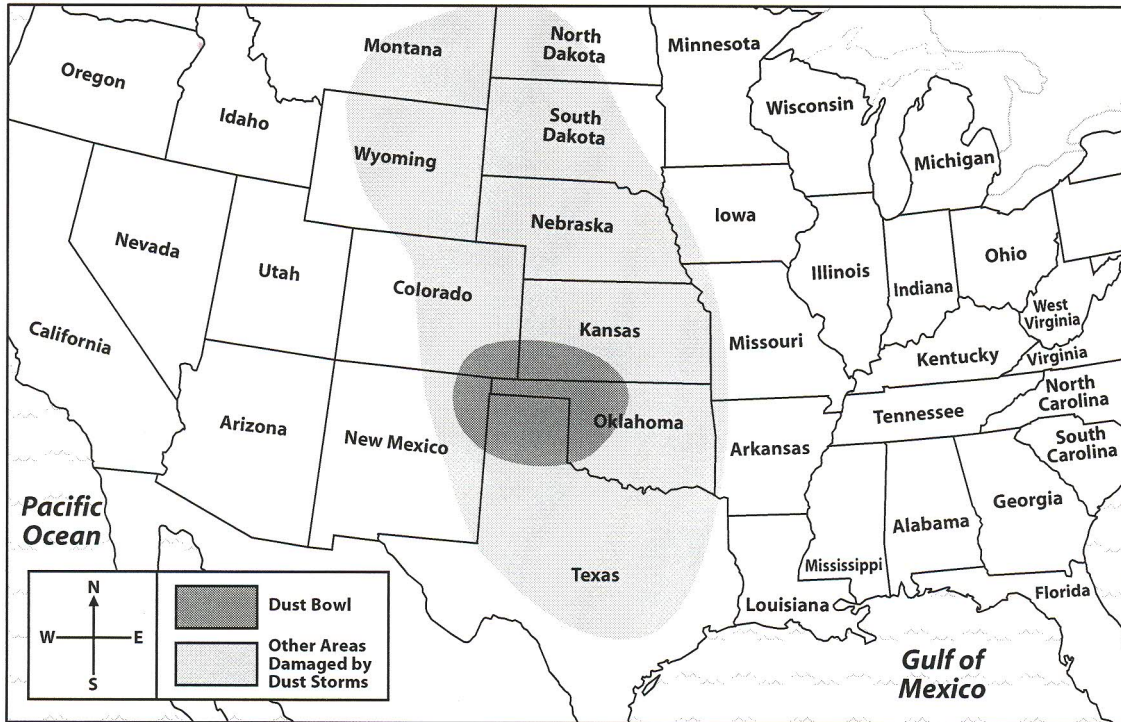 Montana
North
Dakota
Minnesota
Oregon
Idaho
Wisconsin
South
Dakota
Wyoming
Michigan
Nebraska
Iowa
Nevada
Utah
Colorado
Illinois
Indiana
Ohio
Kansas
Missouri
West
Virginia
California
Kentucky
Virginia
Arizona
New Mexico
Oklahoma
Arkansas
Tennessee
North
Carolina
South
Carolina
Pacific
Ocean
Georgia
Alabama
Mississippi
Texas
Louisiana
Florida
N
W
E
S
Dust Bowl
Other Areas
Damaged by
Dust Storms
Gulf of
Mexico